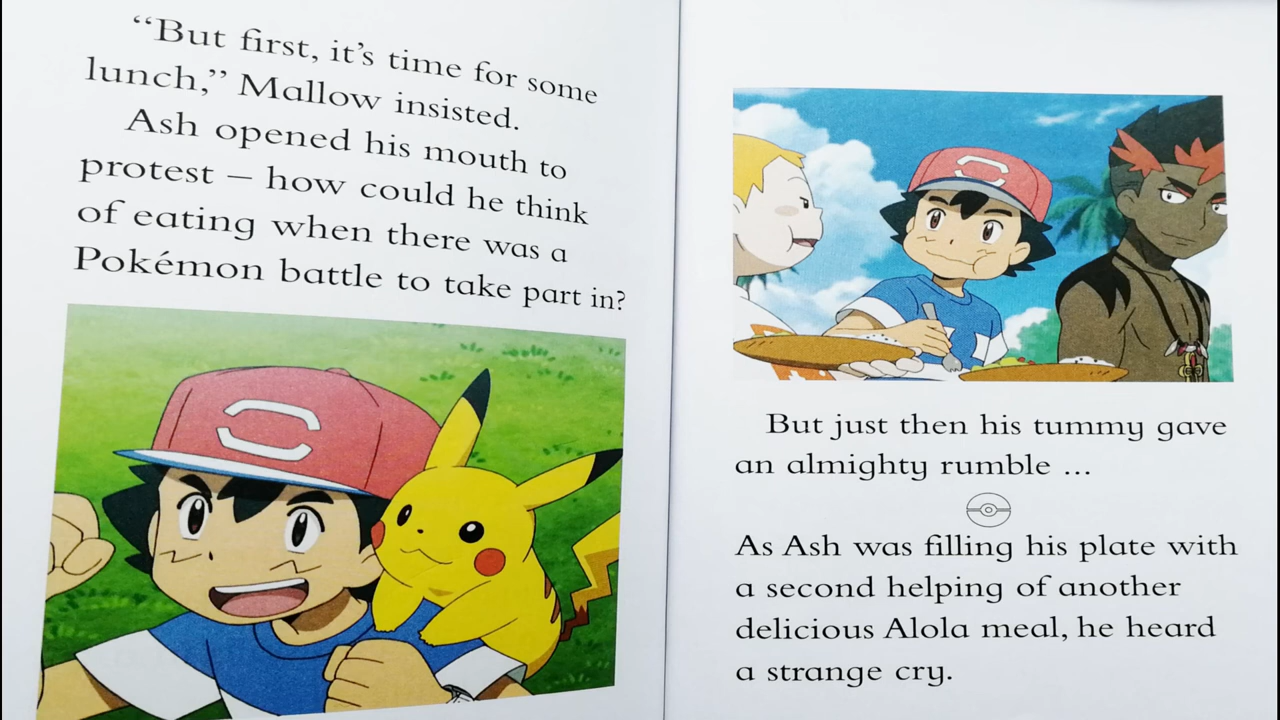 “But first, it’s time for some
lunch,” Mallow insisted.
Ash opened his mouth to
protest – how could he think
of eating when there was a
Pokémon battle to take part in?
But just then his tummy gave
an almighty rumble ...
As Ash was filling his plate with
a second helping of another
delicious Alola meal, he heard
a strange cry.